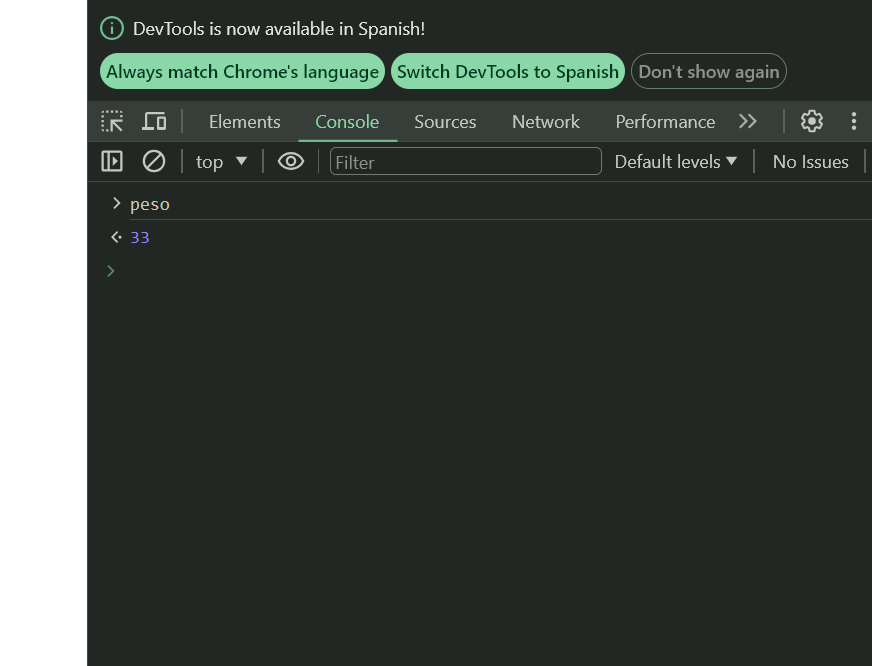 DevTools is now available in Spanish!
Always match Chrome's language Switch DevTools to Spanish Don't show again
Elements Console Sources Network Performance
top Filter Default levels No Issues
peso
33